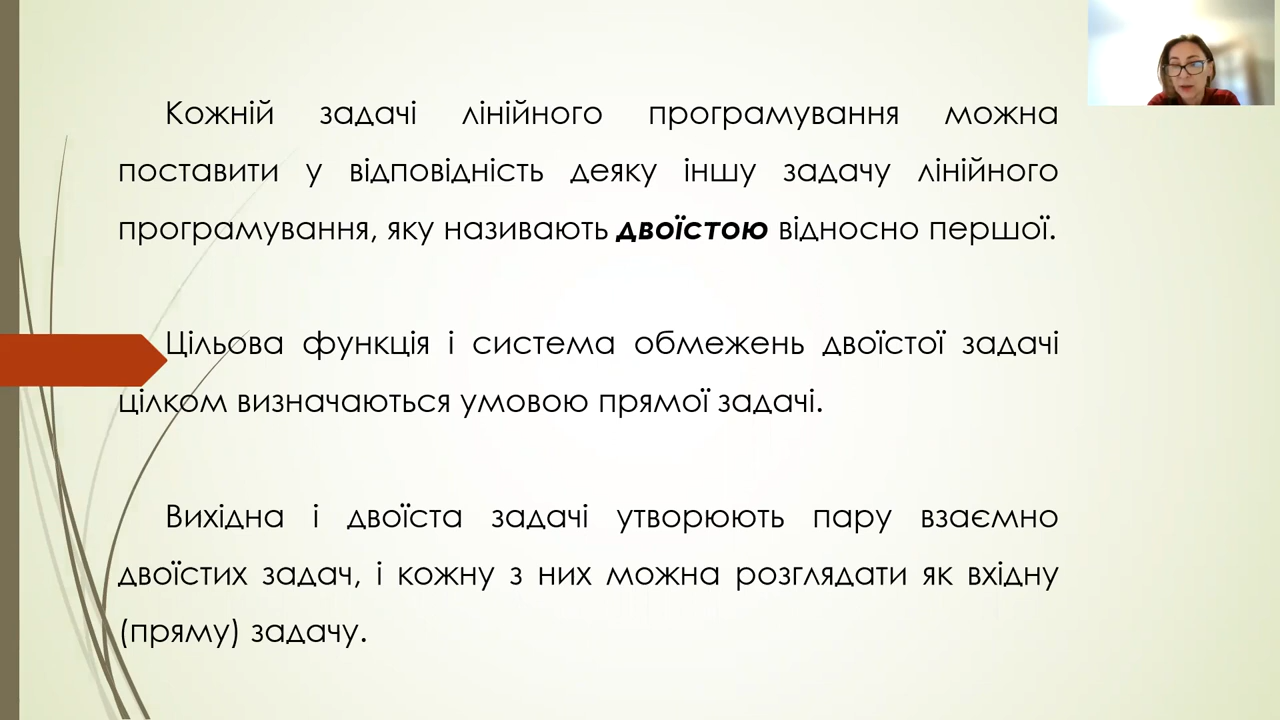 Кожній задачі лінійного програмування можна
поставити у відповідність деяку іншу задачу лінійного
програмування, яку називають двоїстою відносно першої.
Цільова функція і система обмежень двоїстої задачі
цілком визначаються умовою прямої задачі.
Вихідна і двоїста задачі утворюють пару взаємно
двоїстих задач, і кожну з них можна розглядати як вхідну
(пряму) задачу.